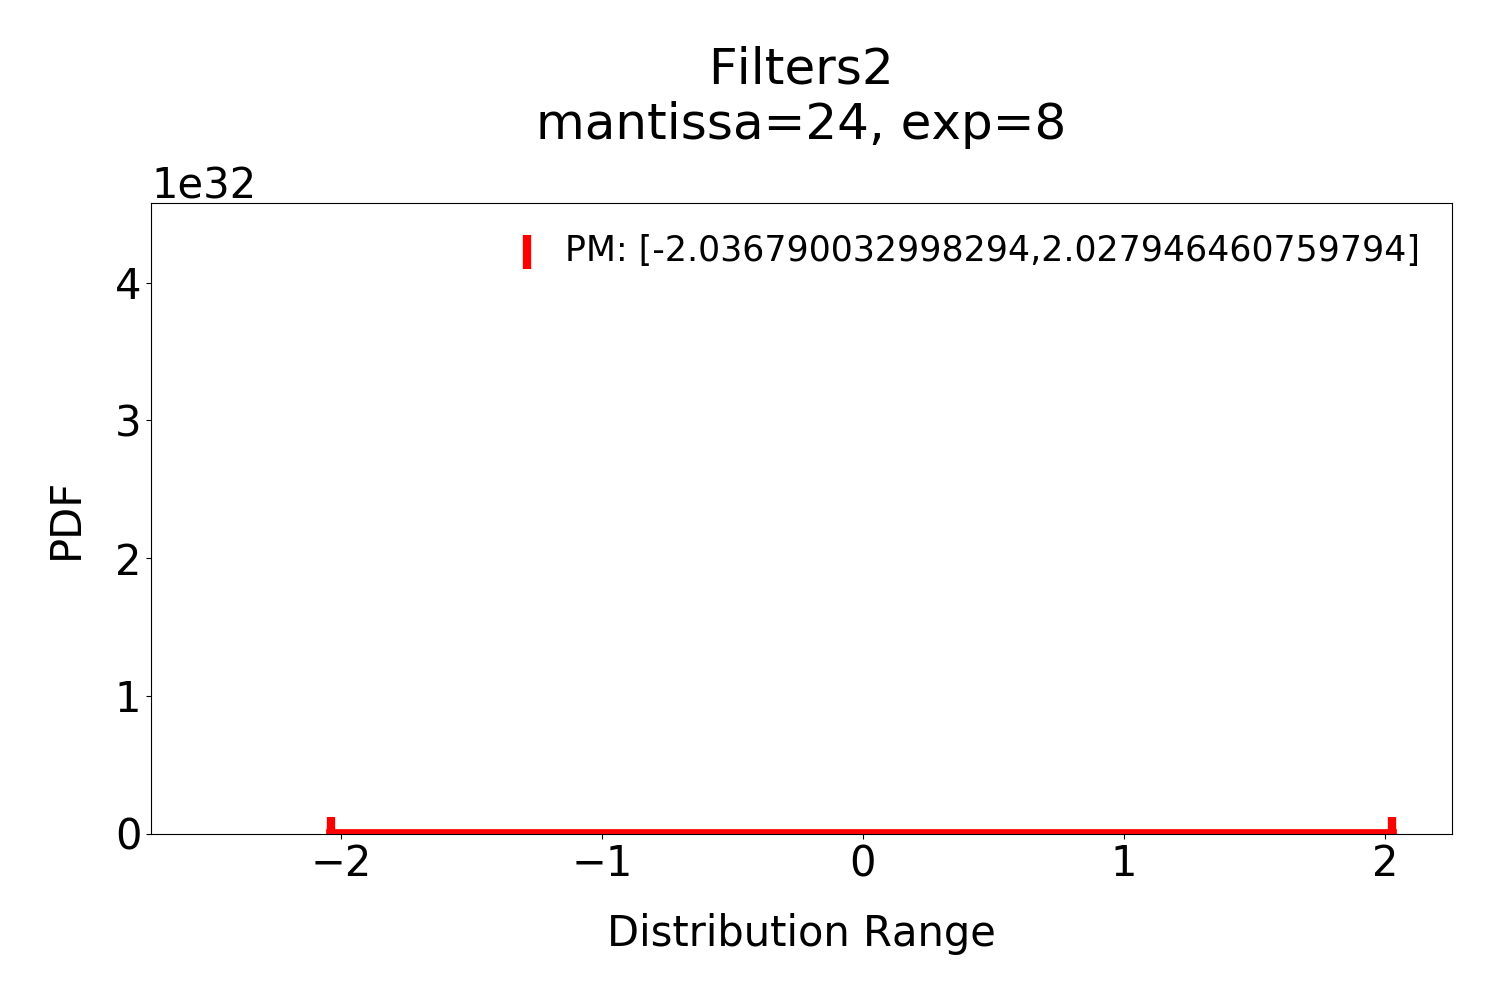 Filters2
mantissa=24, exp=8
1e32
PM: [-2.036790032998294,2.027946460759794]
4
3
2
1
0
PDF
−2 −1 0 1 2
Distribution Range